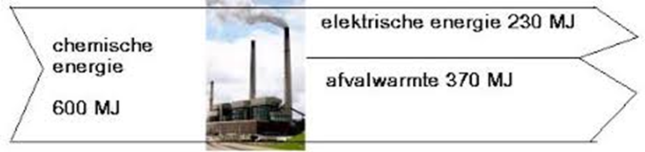 chemische
energie
600 MJ
elektrische energie 230 MJ
afvalwarmte 370 MJ